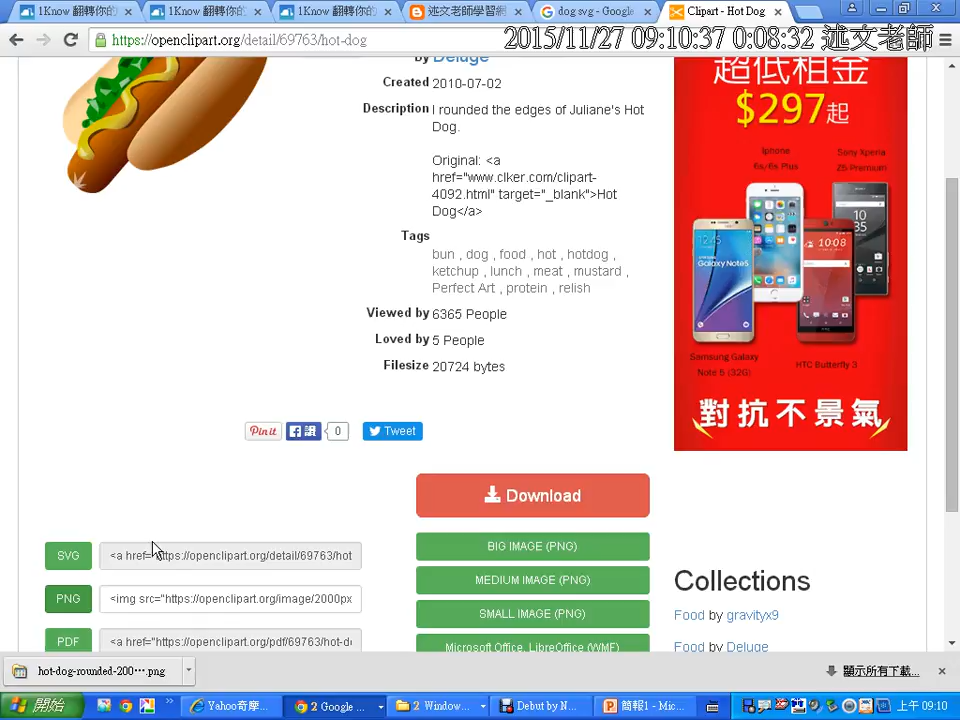 1Know 翻轉你的
1Know 翻轉你的
1Know 翻轉你的
述文老師學習網
dog svg - Google
Clipart - Hot Dog
https://openclipart.org/detail/69763/hot-dog
2015/11/27 09:10:37 0:08:32 述文老師
by Deluge
Created 2010-07-02
Description I rounded the edges of Juliane's Hot
Dog.
Original: <a
href="www.clker.com/clipart-
4092.html" target="_blank">Hot
Dog</a>
Tags
bun , dog , food , hot , hotdog ,
ketchup , lunch , meat , mustard ,
Perfect Art , protein , relish
Viewed by 6365 People
Loved by 5 People
Filesize 20724 bytes
Pinit
讚
0
Tweet
超低租金
$297起
Iphone
6s/6s Plus
Sony Xperia
Z5-Premium
Samsung Galaxy
Note 5 (32G)
HTC Butterfly 3
對抗不景氣
Download
SVG
<a href="https://openclipart.org/detail/69763/hot
PNG
<img src="https://openclipart.org/image/2000px
PDF
<a href="https://openclipart.org/pdf/69763/hot-d
BIG IMAGE (PNG)
MEDIUM IMAGE (PNG)
SMALL IMAGE (PNG)
Microsoft Office, LibreOffice (WMF)
Collections
Food by gravityx9
Food by Deluge
hot-dog-rounded-200....png
顯示所有下載...
開始
Yahoo奇摩...
2 Google ...
2 Window...
Debut by N...
簡報1 - Mic...
上午 09:10